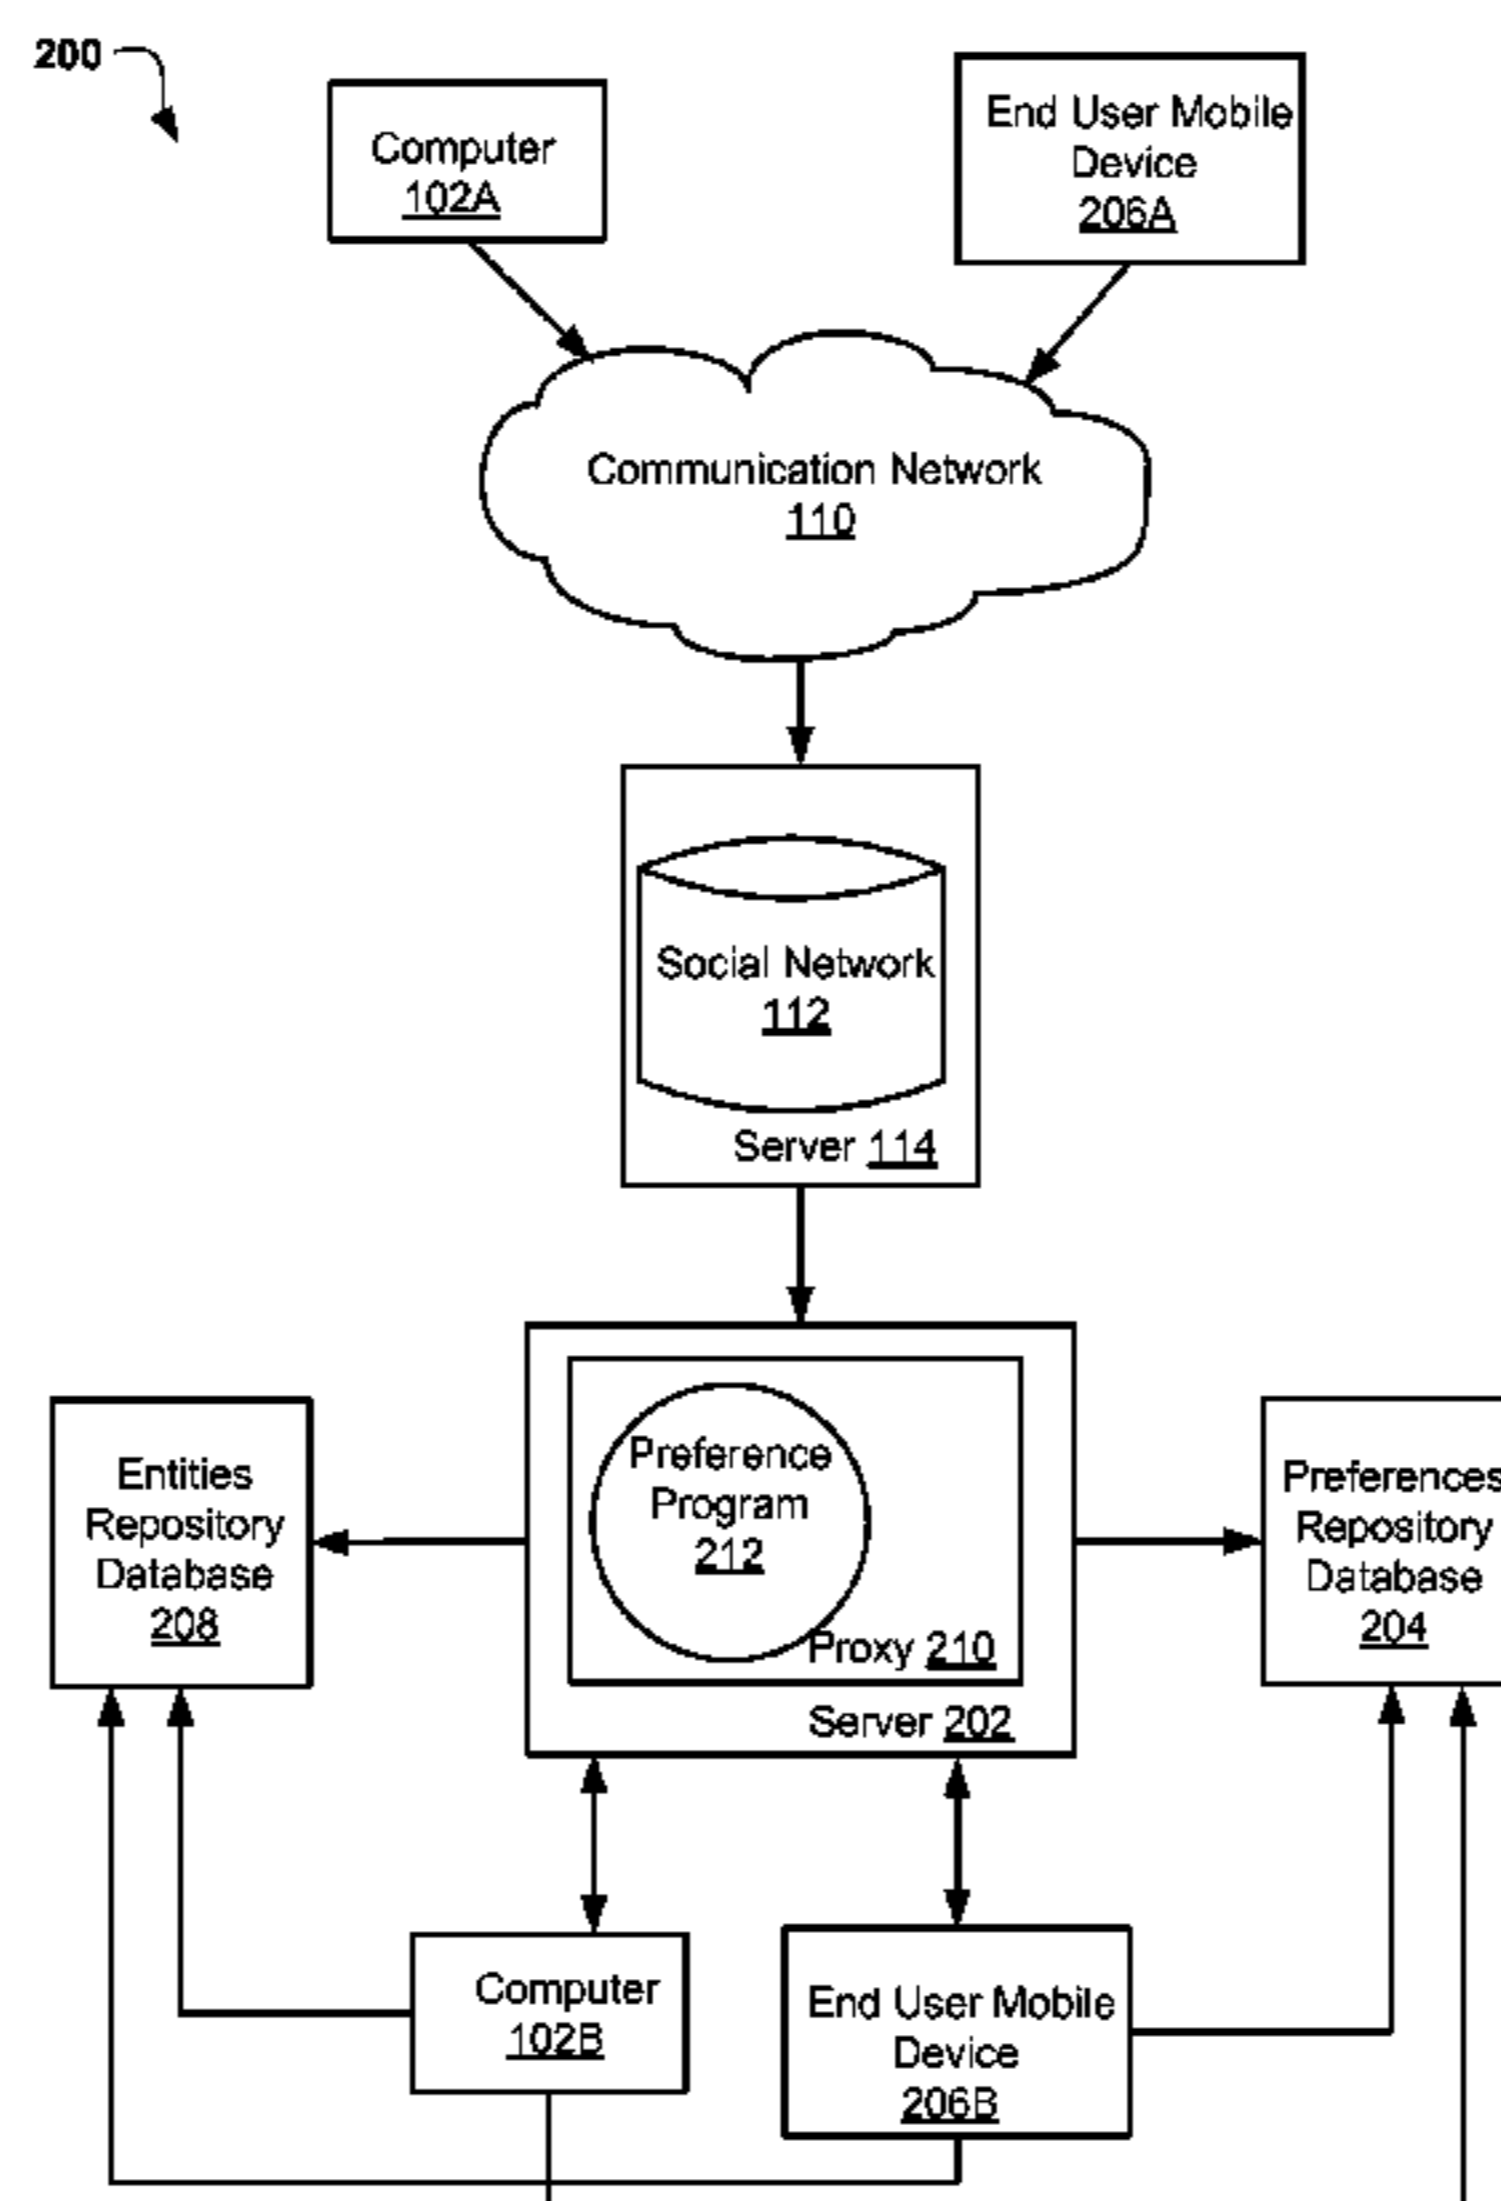 200
Computer
102A
End User Mobile
Device
206A
Communication Network
110
Social Network
112
Server 114
Entities
Repository
Database
208
Preference
Program
212
Proxy 210
Server 202
Preferences
Repository
Database
204
Computer
102B
End User Mobile
Device
206B